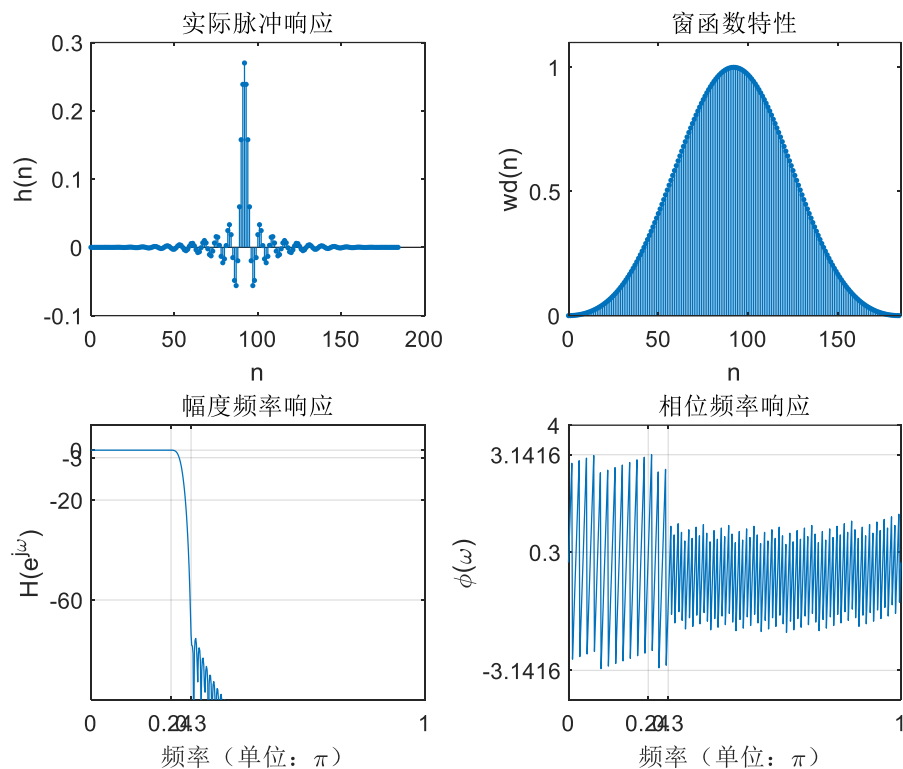 实际脉冲响应
0.3
0.2
0.1
0
-0.1
h(n)
0 50 100 150 200
n
窗函数特性
1
0.5
0
wd(n)
0 50 100 150
n
幅度频率响应
0
-3
-20
-60
H(e^jω)
0 0.24 0.3 1
频率（单位：π）
相位频率响应
4
3.1416
0.3
-3.1416
ϕ(ω)
0 0.24 0.3 1
频率（单位：π）